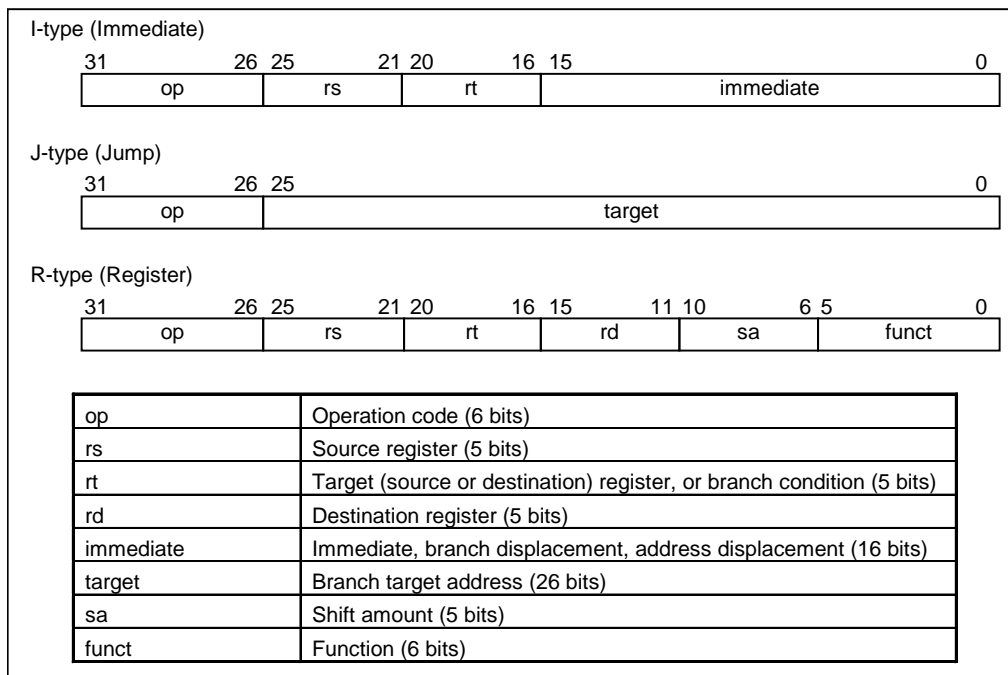 I-type (Immediate)
31 26 25 21 20 16 15 0
op rs rt immediate
J-type (Jump)
31 26 25 0
op target
R-type (Register)
31 26 25 21 20 16 15 11 10 6 5 0
op rs rt rd sa funct
op Operation code (6 bits)
rs Source register (5 bits)
rt Target (source or destination) register, or branch condition (5 bits)
rd Destination register (5 bits)
immediate Immediate, branch displacement, address displacement (16 bits)
target Branch target address (26 bits)
sa Shift amount (5 bits)
funct Function (6 bits)